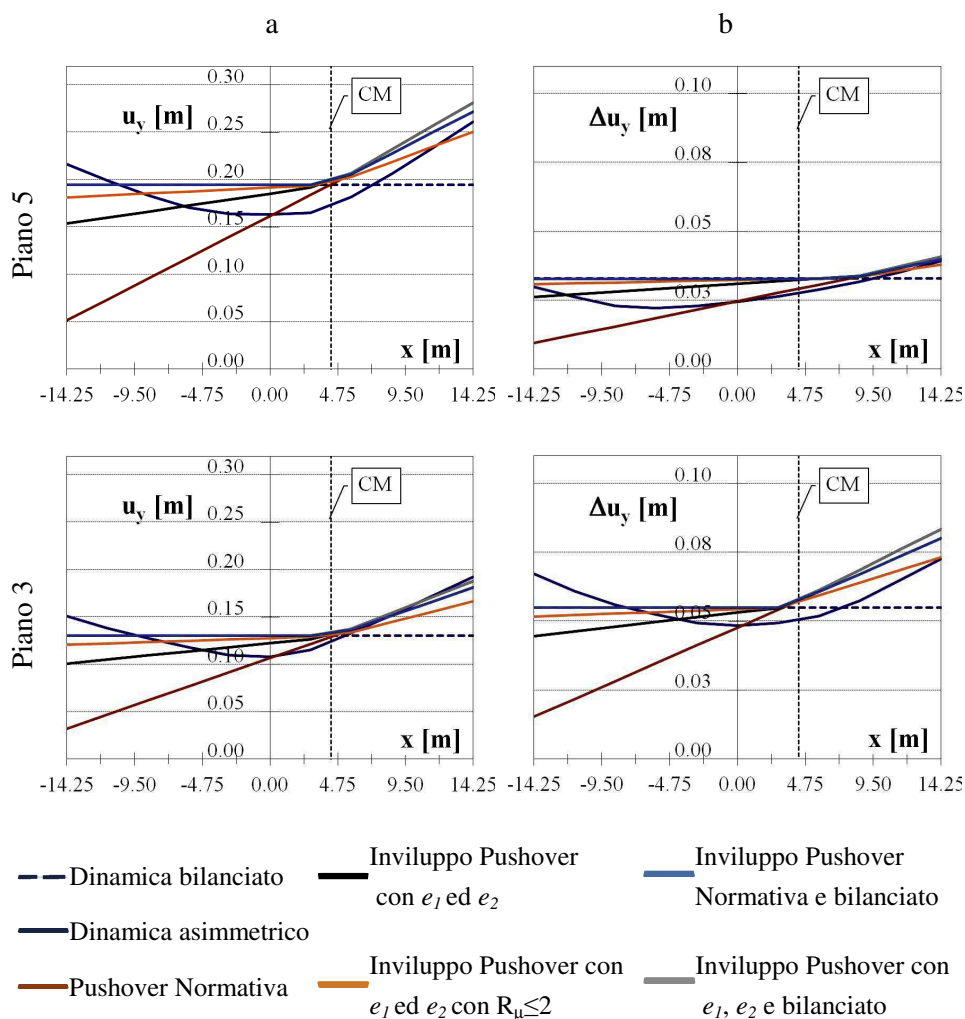 a
b
Piano 5
0.30
0.25
0.20
0.15
0.10
0.05
0.00
u_y [m]
CM
x [m]
-14.25 -9.50 -4.75 0.00 4.75 9.50 14.25
0.10
0.08
0.05
0.03
0.00
Δu_y [m]
CM
x [m]
-14.25 -9.50 -4.75 0.00 4.75 9.50 14.25
Piano 3
0.30
0.25
0.20
0.15
0.10
0.05
0.00
u_y [m]
CM
x [m]
-14.25 -9.50 -4.75 0.00 4.75 9.50 14.25
0.10
0.08
0.05
0.03
0.00
Δu_y [m]
CM
x [m]
-14.25 -9.50 -4.75 0.00 4.75 9.50 14.25
Dinamica bilanciato
Dinamica asimmetrico
Pushover Normativa
Inviluppo Pushover
con e₁ ed e₂
Inviluppo Pushover con
e₁ ed e₂ con R_μ≤2
Inviluppo Pushover
Normativa e bilanciato
Inviluppo Pushover con
e₁, e₂ e bilanciato